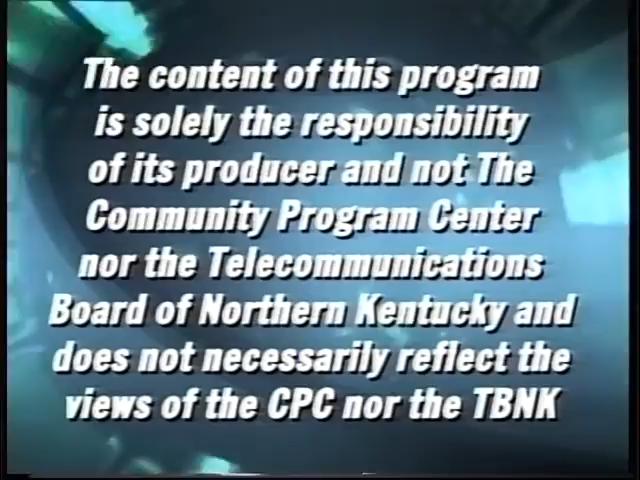 The content of this program
is solely the responsibility
of its producer and not The
Community Program Center
nor the Telecommunications
Board of Northern Kentucky and
does not necessarily reflect the
views of the CPC nor the TBNK